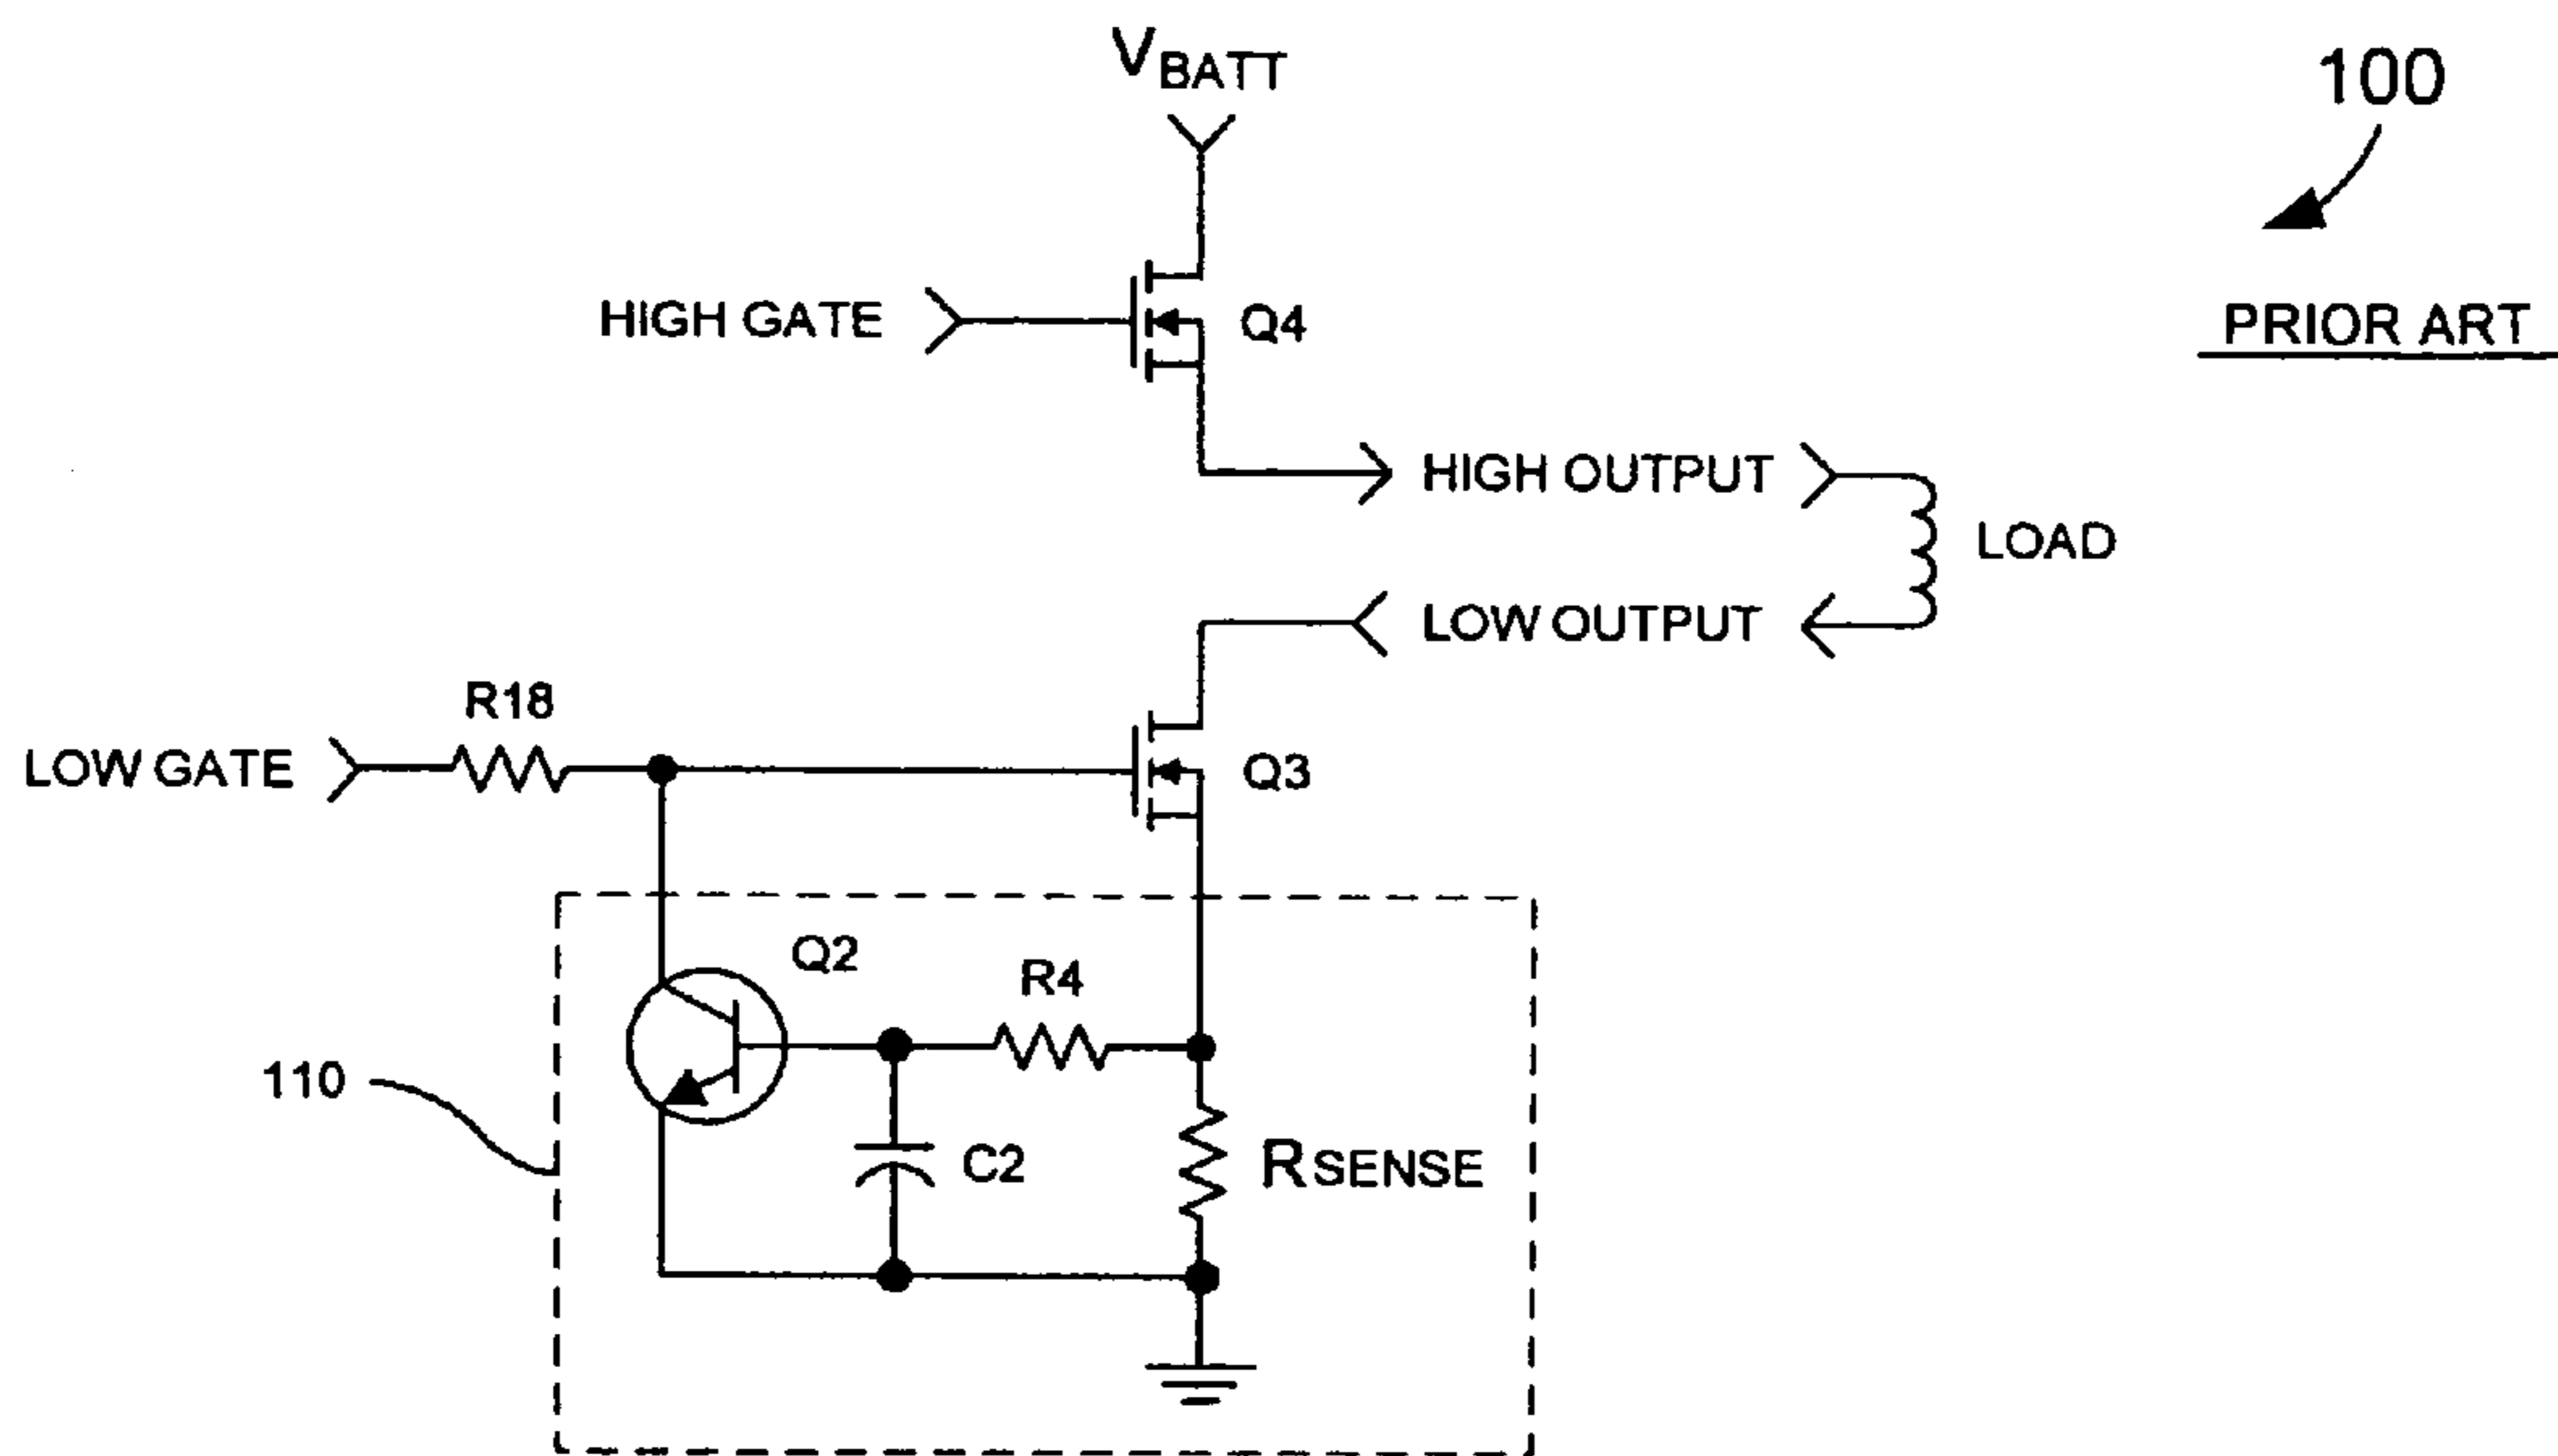 VBATT
100
HIGH GATE
Q4
PRIOR ART
HIGH OUTPUT
LOAD
LOW OUTPUT
R18
LOW GATE
Q3
Q2
R4
110
C2
RSENSE